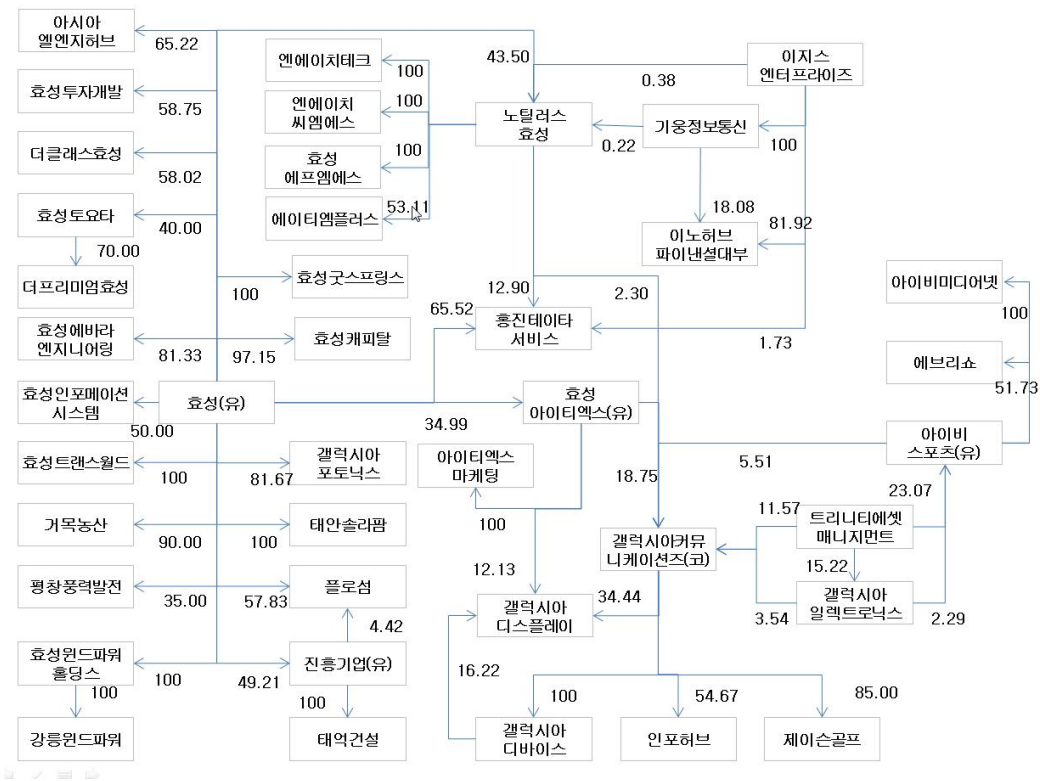 아시아
엘엔지허브
65.22
효성투자개발
58.75
더클래스효성
58.02
효성토요타
40.00
70.00
더프리미엄효성
효성에바라
엔지니어링
81.33
효성인포메이션
시스템
50.00
효성트랜스월드
100
거목농산
90.00
평창풍력발전
35.00
효성윈드파워
홀딩스
100
100
강릉윈드파워
효성(유)
엔에이치테크
100
엔에이치
씨엠에스
100
효성
에프엠에스
100
에이티엠플러스
53.11
효성굿스프링스
100
효성캐피탈
97.15
갤럭시아
포토닉스
81.67
태안솔라팜
100
플로섬
57.83
4.42
진흥기업(유)
49.21
100
태억건설
43.50
노틸러스
효성
0.38
이지스
엔터프라이즈
기웅정보통신
0.22
100
18.08
81.92
이노허브
파이낸셜대부
12.90
2.30
65.52
홍진데이타
서비스
1.73
효성
아이티엑스(유)
34.99
아이티엑스
마케팅
100
18.75
5.51
아이비미디어넷
100
에브리쇼
51.73
아이비
스포츠(유)
23.07
11.57
트리니티에셋
매니지먼트
15.22
갤럭시아
일렉트로닉스
3.54
2.29
갤럭시아커뮤
니케이션즈(코)
12.13
34.44
갤럭시아
디스플레이
16.22
100
갤럭시아
디바이스
54.67
인포허브
85.00
제이슨골프